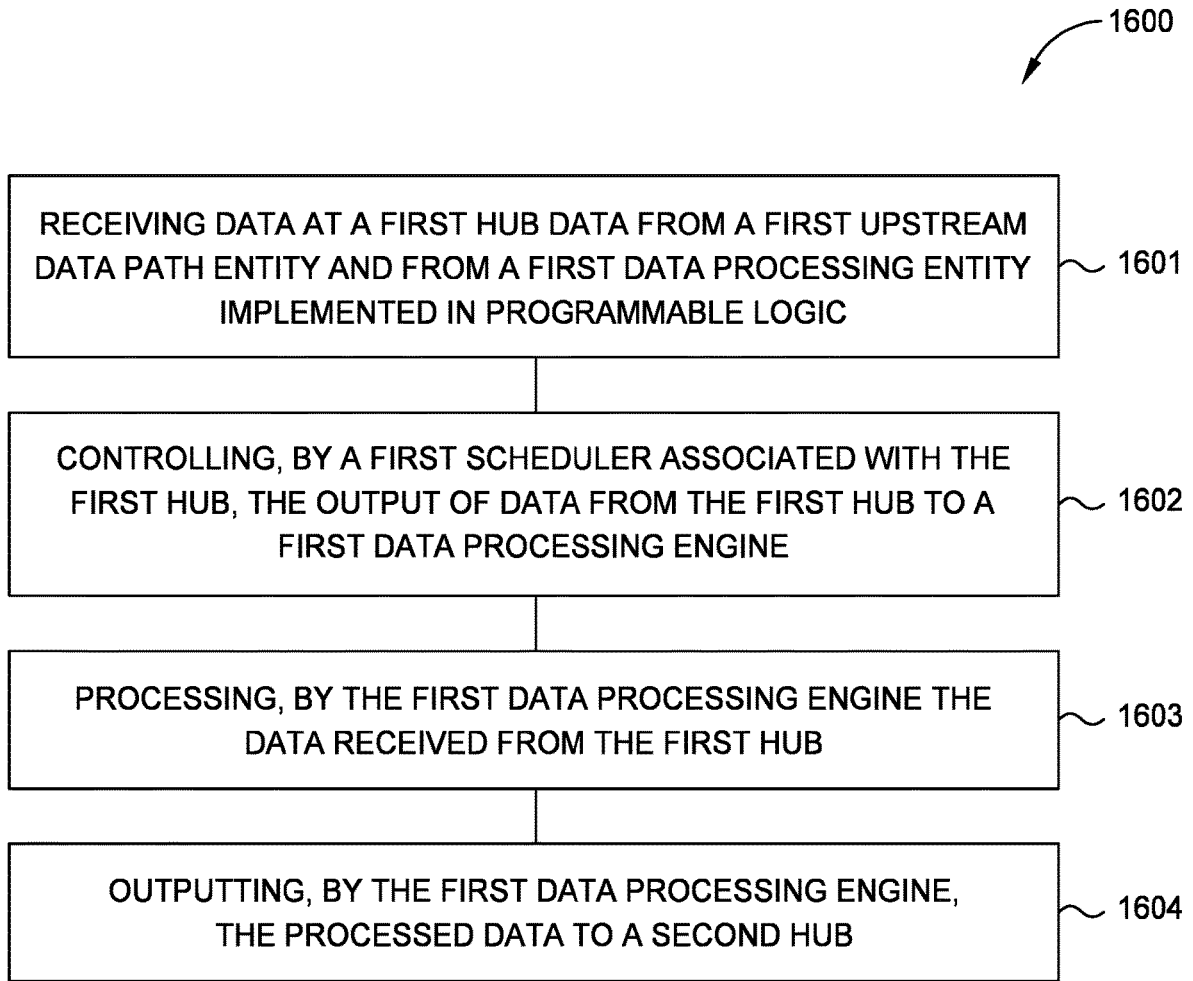 1600
RECEIVING DATA AT A FIRST HUB DATA FROM A FIRST UPSTREAM
DATA PATH ENTITY AND FROM A FIRST DATA PROCESSING ENTITY
IMPLEMENTED IN PROGRAMMABLE LOGIC
1601
CONTROLLING, BY A FIRST SCHEDULER ASSOCIATED WITH THE
FIRST HUB, THE OUTPUT OF DATA FROM THE FIRST HUB TO A
FIRST DATA PROCESSING ENGINE
1602
PROCESSING, BY THE FIRST DATA PROCESSING ENGINE THE
DATA RECEIVED FROM THE FIRST HUB
1603
OUTPUTTING, BY THE FIRST DATA PROCESSING ENGINE,
THE PROCESSED DATA TO A SECOND HUB
1604